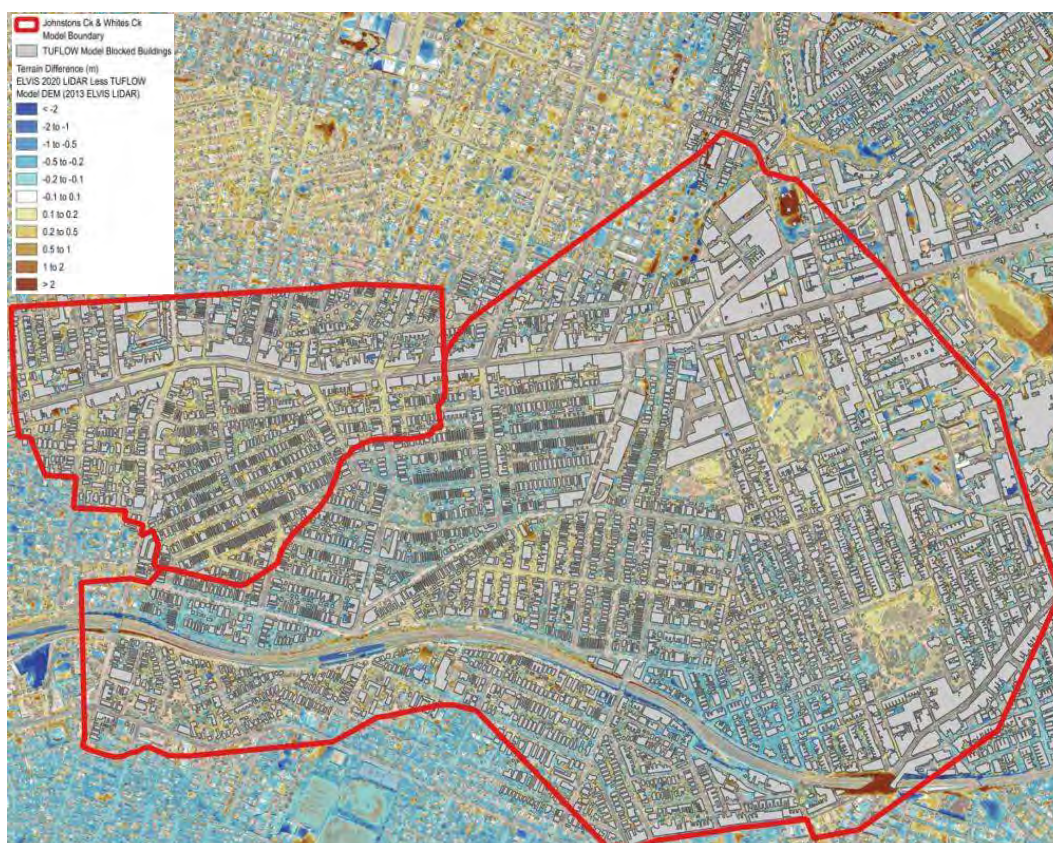 Johnstons Ck & Whites Ck
Model Boundary
TUFLOW Model Blocked Buildings
Terrain Difference (m)
ELVIS 2020 LIDAR Less TUFLOW
Model DEM (2013 ELVIS LIDAR)
< -2
-2 to -1
-1 to -0.5
-0.5 to -0.2
-0.2 to -0.1
-0.1 to 0.1
0.1 to 0.2
0.2 to 0.5
0.5 to 1
1 to 2
> 2